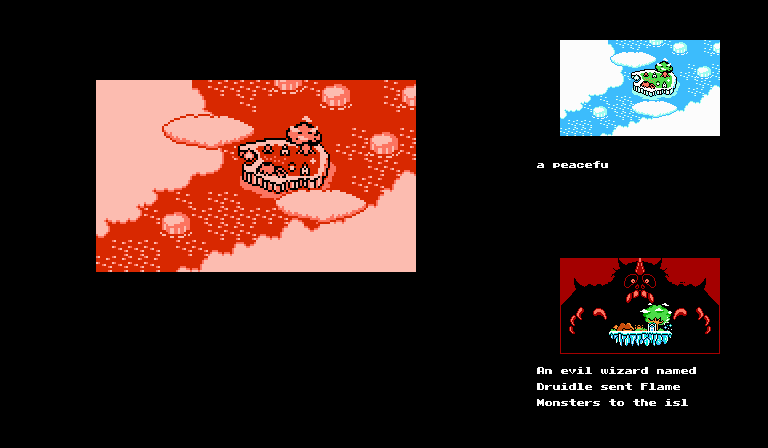 a peacefu
An evil wizard named
Druidle sent Flame
Monsters to the isl